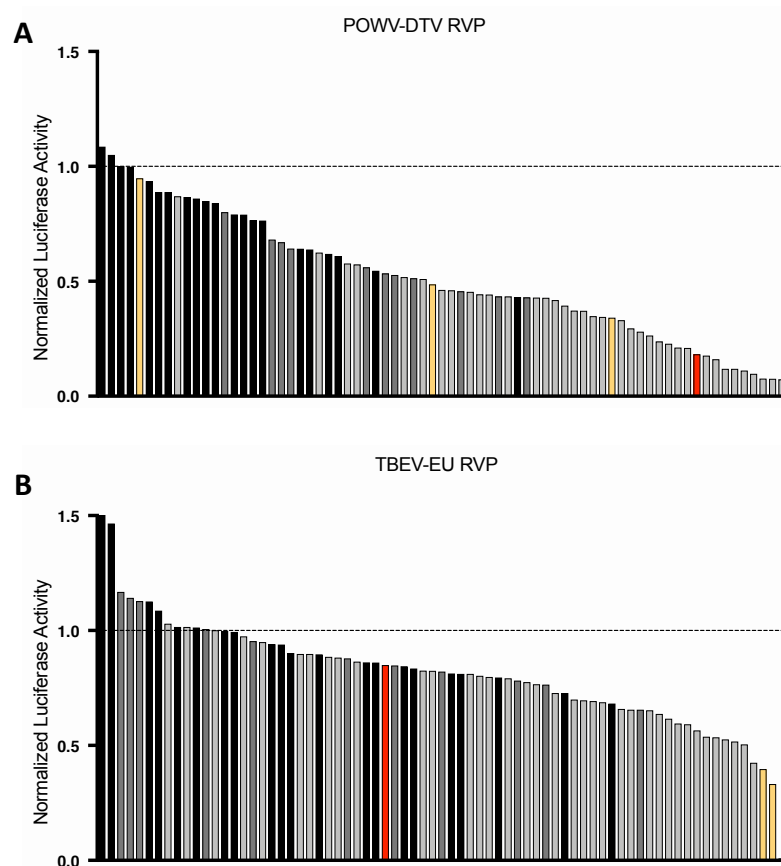 A
POWV-DTV RVP
1.5
1.0
0.5
0.0
Normalized Luciferase Activity
B
TBEV-EU RVP
1.5
1.0
0.5
0.0
Normalized Luciferase Activity